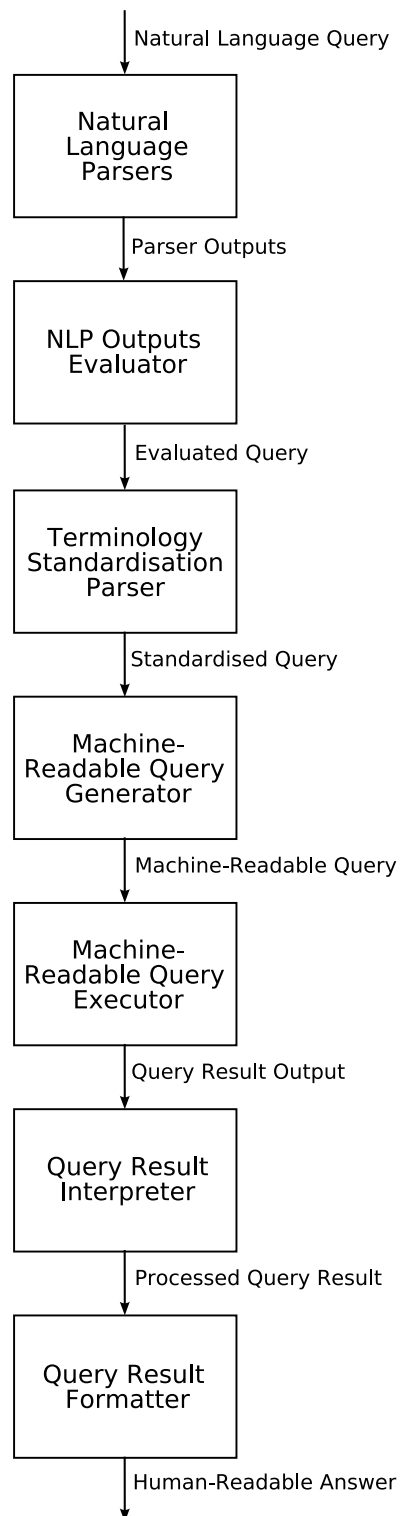 Natural Language Query
Natural
Language
Parsers
Parser Outputs
NLP Outputs
Evaluator
Evaluated Query
Terminology
Standardisation
Parser
Standardised Query
Machine-
Readable Query
Generator
Machine-Readable Query
Machine-
Readable Query
Executor
Query Result Output
Query Result
Interpreter
Processed Query Result
Query Result
Formatter
Human-Readable Answer